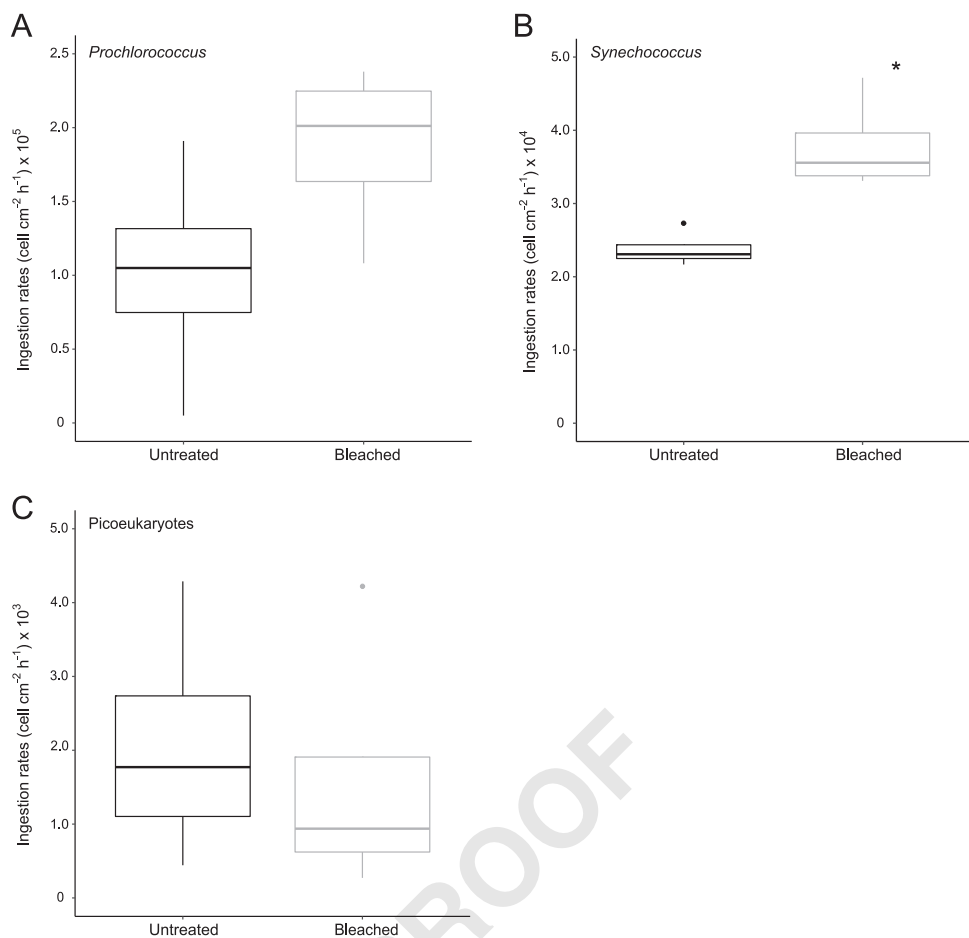 A
Prochlorococcus
Ingestion rates (cell cm⁻² h⁻¹) x 10⁵
2.5
2.0
1.5
1.0
0.5
0
Untreated Bleached
B
Synechococcus
*
Ingestion rates (cell cm⁻² h⁻¹) x 10⁴
5.0
4.0
3.0
2.0
1.0
0
Untreated Bleached
C
Picoeukaryotes
Ingestion rates (cell cm⁻² h⁻¹) x 10³
5.0
4.0
3.0
2.0
1.0
0
Untreated Bleached
PROOF